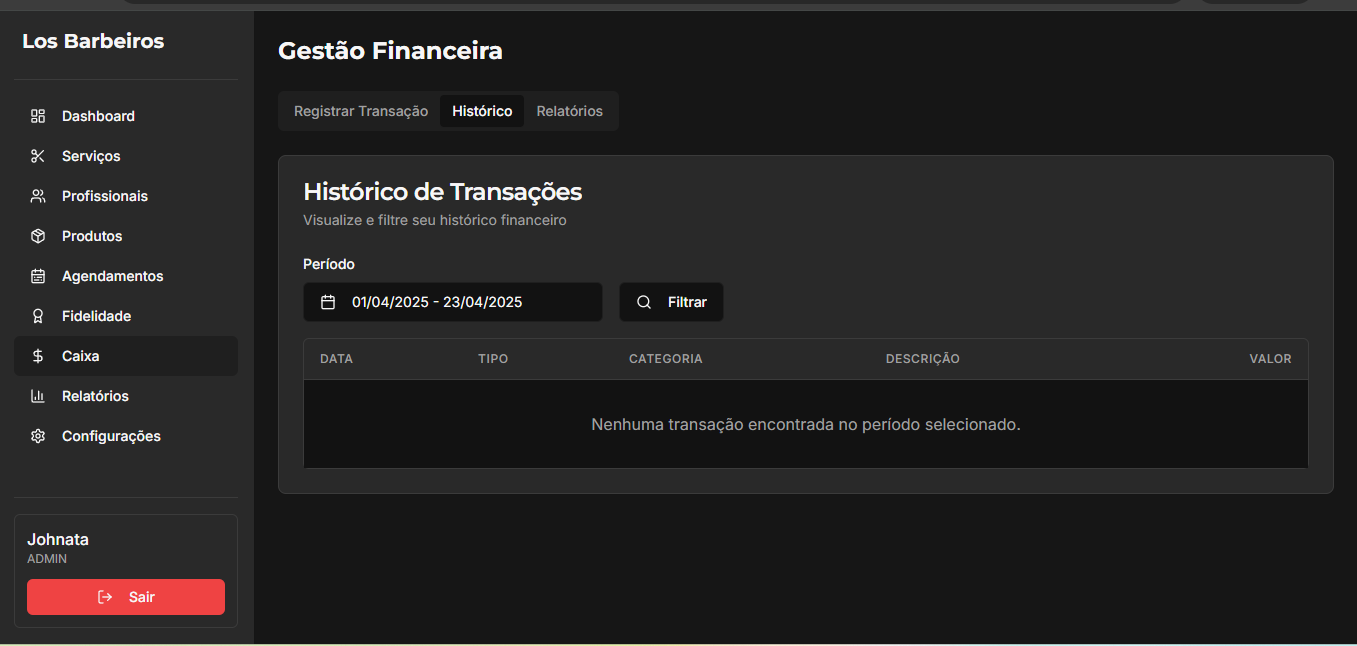 Los Barbeiros
Dashboard
Serviços
Profissionais
Produtos
Agendamentos
Fidelidade
Caixa
Relatórios
Configurações
Johnata
ADMIN
Sair
Gestão Financeira
Registrar Transação Histórico Relatórios
Histórico de Transações
Visualize e filtre seu histórico financeiro
Período
01/04/2025 - 23/04/2025 Filtrar
DATA TIPO CATEGORIA DESCRIÇÃO VALOR
Nenhuma transação encontrada no período selecionado.